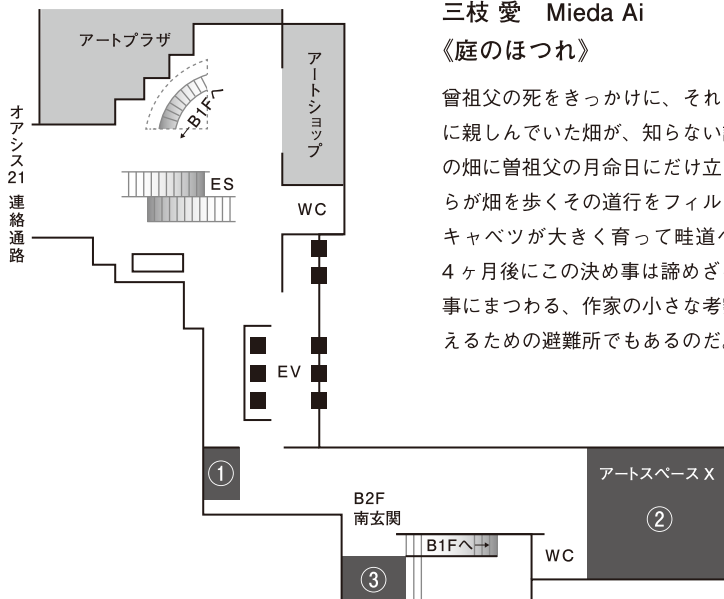 アートプラザ
アートショップ
B1Fへ
オアシス21 連絡通路
ES
WC
EV
①
B2F
南玄関
アートスペース X
②
B1Fへ→
WC
③
三枝 愛 Mieda Ai
《庭のほつれ》
曾祖父の死をきっかけに、それ
に親しんでいた畑が、知らない
の畑に曽祖父の月命日にだけ立
らが畑を歩くその道行をフィル
キャベツが大きく育って畦道へ
4 ヶ月後にこの決め事は諦めざ
事にまつわる、作家の小さな考
えるための避難所でもあるのだ。